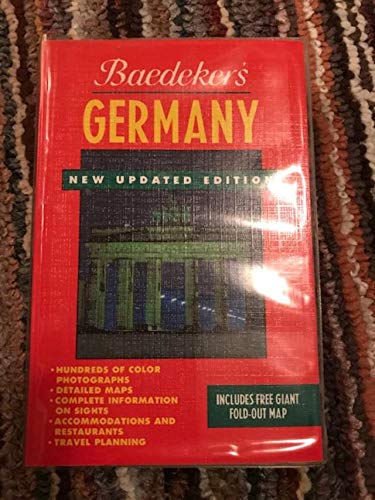 Baedeker's
GERMANY
NEW UPDATED EDITION
• HUNDREDS OF COLOR
PHOTOGRAPHS
• DETAILED MAPS
• COMPLETE INFORMATION
ON SIGHTS
• ACCOMMODATIONS AND
RESTAURANTS
• TRAVEL PLANNING
INCLUDES FREE GIANT
FOLD-OUT MAP